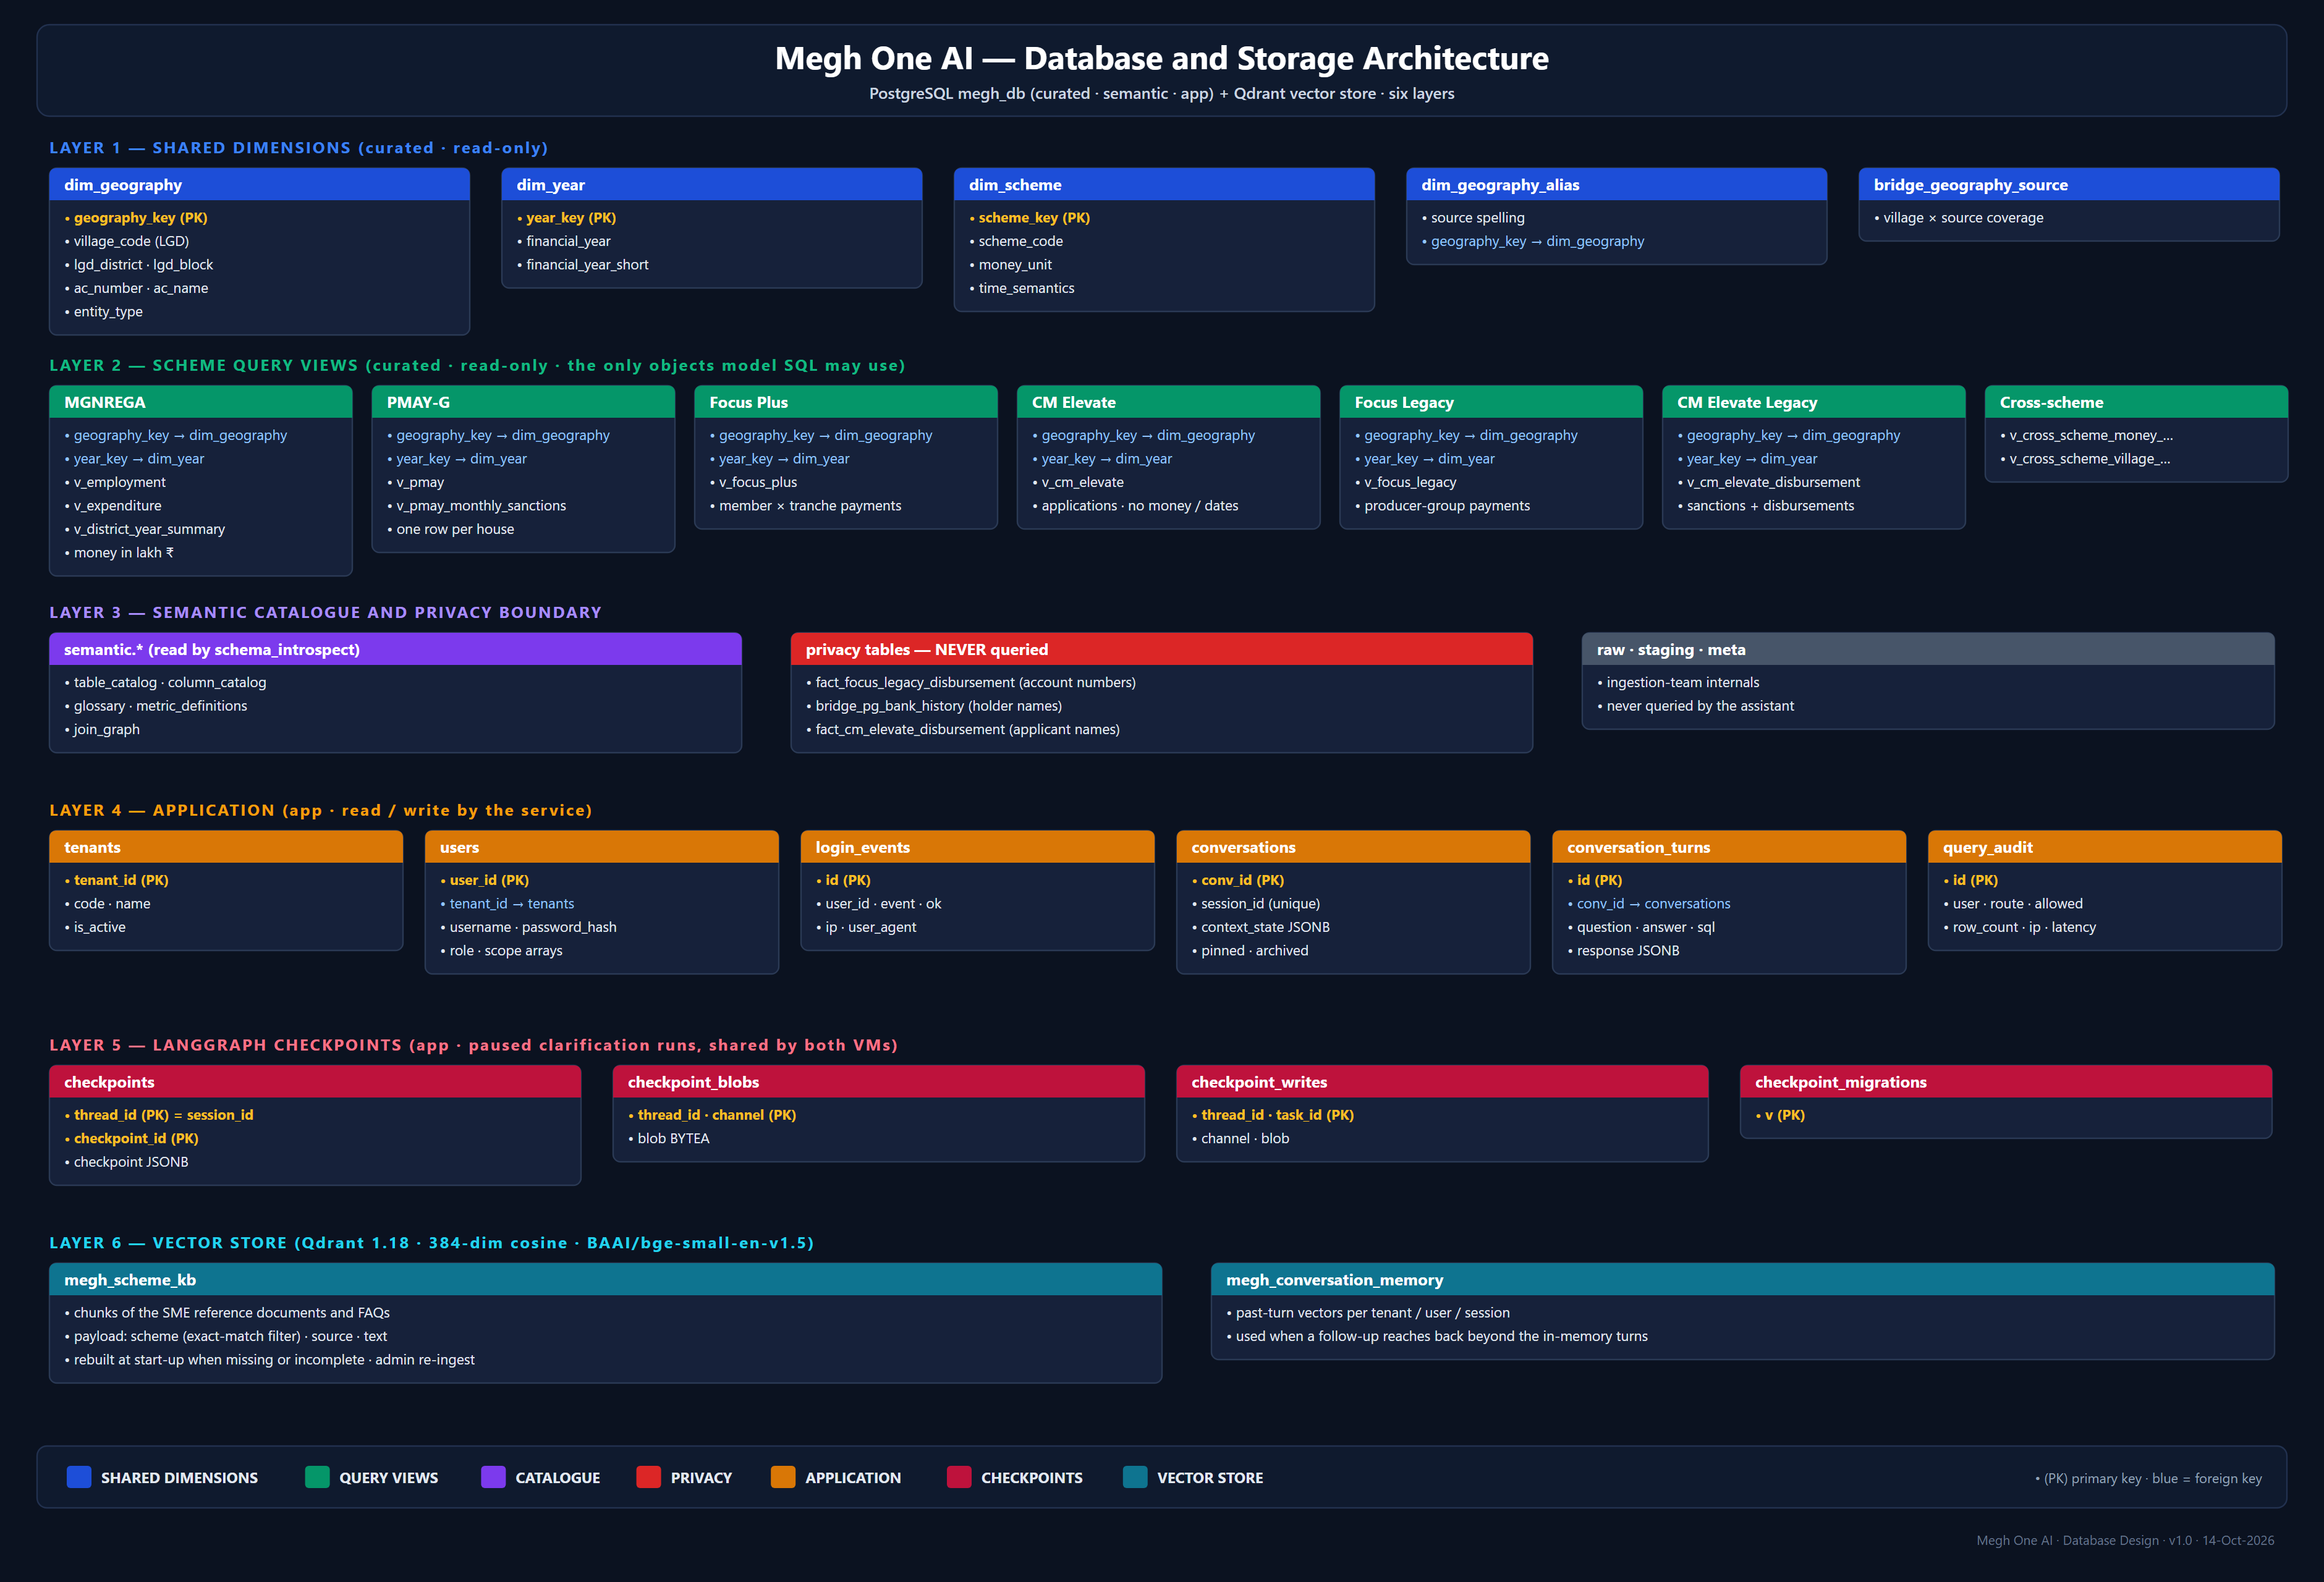 Megh One AI — Database and Storage Architecture
PostgreSQL megh_db (curated · semantic · app) + Qdrant vector store · six layers
LAYER 1 — SHARED DIMENSIONS (curated · read-only)
dim_geography
• geography_key (PK)
• village_code (LGD)
• lgd_district · lgd_block
• ac_number · ac_name
• entity_type
dim_year
• year_key (PK)
• financial_year
• financial_year_short
dim_scheme
• scheme_key (PK)
• scheme_code
• money_unit
• time_semantics
dim_geography_alias
• source spelling
• geography_key → dim_geography
bridge_geography_source
• village × source coverage
LAYER 2 — SCHEME QUERY VIEWS (curated · read-only · the only objects model SQL may use)
MGNREGA
• geography_key → dim_geography
• year_key → dim_year
• v_employment
• v_expenditure
• v_district_year_summary
• money in lakh ₹
PMAY-G
• geography_key → dim_geography
• year_key → dim_year
• v_pmay
• v_pmay_monthly_sanctions
• one row per house
Focus Plus
• geography_key → dim_geography
• year_key → dim_year
• v_focus_plus
• member × tranche payments
CM Elevate
• geography_key → dim_geography
• year_key → dim_year
• v_cm_elevate
• applications · no money / dates
Focus Legacy
• geography_key → dim_geography
• year_key → dim_year
• v_focus_legacy
• producer-group payments
CM Elevate Legacy
• geography_key → dim_geography
• year_key → dim_year
• v_cm_elevate_disbursement
• sanctions + disbursements
Cross-scheme
• v_cross_scheme_money_...
• v_cross_scheme_village_...
LAYER 3 — SEMANTIC CATALOGUE AND PRIVACY BOUNDARY
semantic.* (read by schema_introspect)
• table_catalog · column_catalog
• glossary · metric_definitions
• join_graph
privacy tables — NEVER queried
• fact_focus_legacy_disbursement (account numbers)
• bridge_pg_bank_history (holder names)
• fact_cm_elevate_disbursement (applicant names)
raw · staging · meta
• ingestion-team internals
• never queried by the assistant
LAYER 4 — APPLICATION (app · read / write by the service)
tenants
• tenant_id (PK)
• code · name
• is_active
users
• user_id (PK)
• tenant_id → tenants
• username · password_hash
• role · scope arrays
login_events
• id (PK)
• user_id · event · ok
• ip · user_agent
conversations
• conv_id (PK)
• session_id (unique)
• context_state JSONB
• pinned · archived
conversation_turns
• id (PK)
• conv_id → conversations
• question · answer · sql
• response JSONB
query_audit
• id (PK)
• user · route · allowed
• row_count · ip · latency
LAYER 5 — LANGGRAPH CHECKPOINTS (app · paused clarification runs, shared by both VMs)
checkpoints
• thread_id (PK) = session_id
• checkpoint_id (PK)
• checkpoint JSONB
checkpoint_blobs
• thread_id · channel (PK)
• blob BYTEA
checkpoint_writes
• thread_id · task_id (PK)
• channel · blob
checkpoint_migrations
• v (PK)
LAYER 6 — VECTOR STORE (Qdrant 1.18 · 384-dim cosine · BAAI/bge-small-en-v1.5)
megh_scheme_kb
• chunks of the SME reference documents and FAQs
• payload: scheme (exact-match filter) · source · text
• rebuilt at start-up when missing or incomplete · admin re-ingest
megh_conversation_memory
• past-turn vectors per tenant / user / session
• used when a follow-up reaches back beyond the in-memory turns
SHARED DIMENSIONS
QUERY VIEWS
CATALOGUE
PRIVACY
APPLICATION
CHECKPOINTS
VECTOR STORE
• (PK) primary key · blue = foreign key
Megh One AI · Database Design · v1.0 · 14-Oct-2026